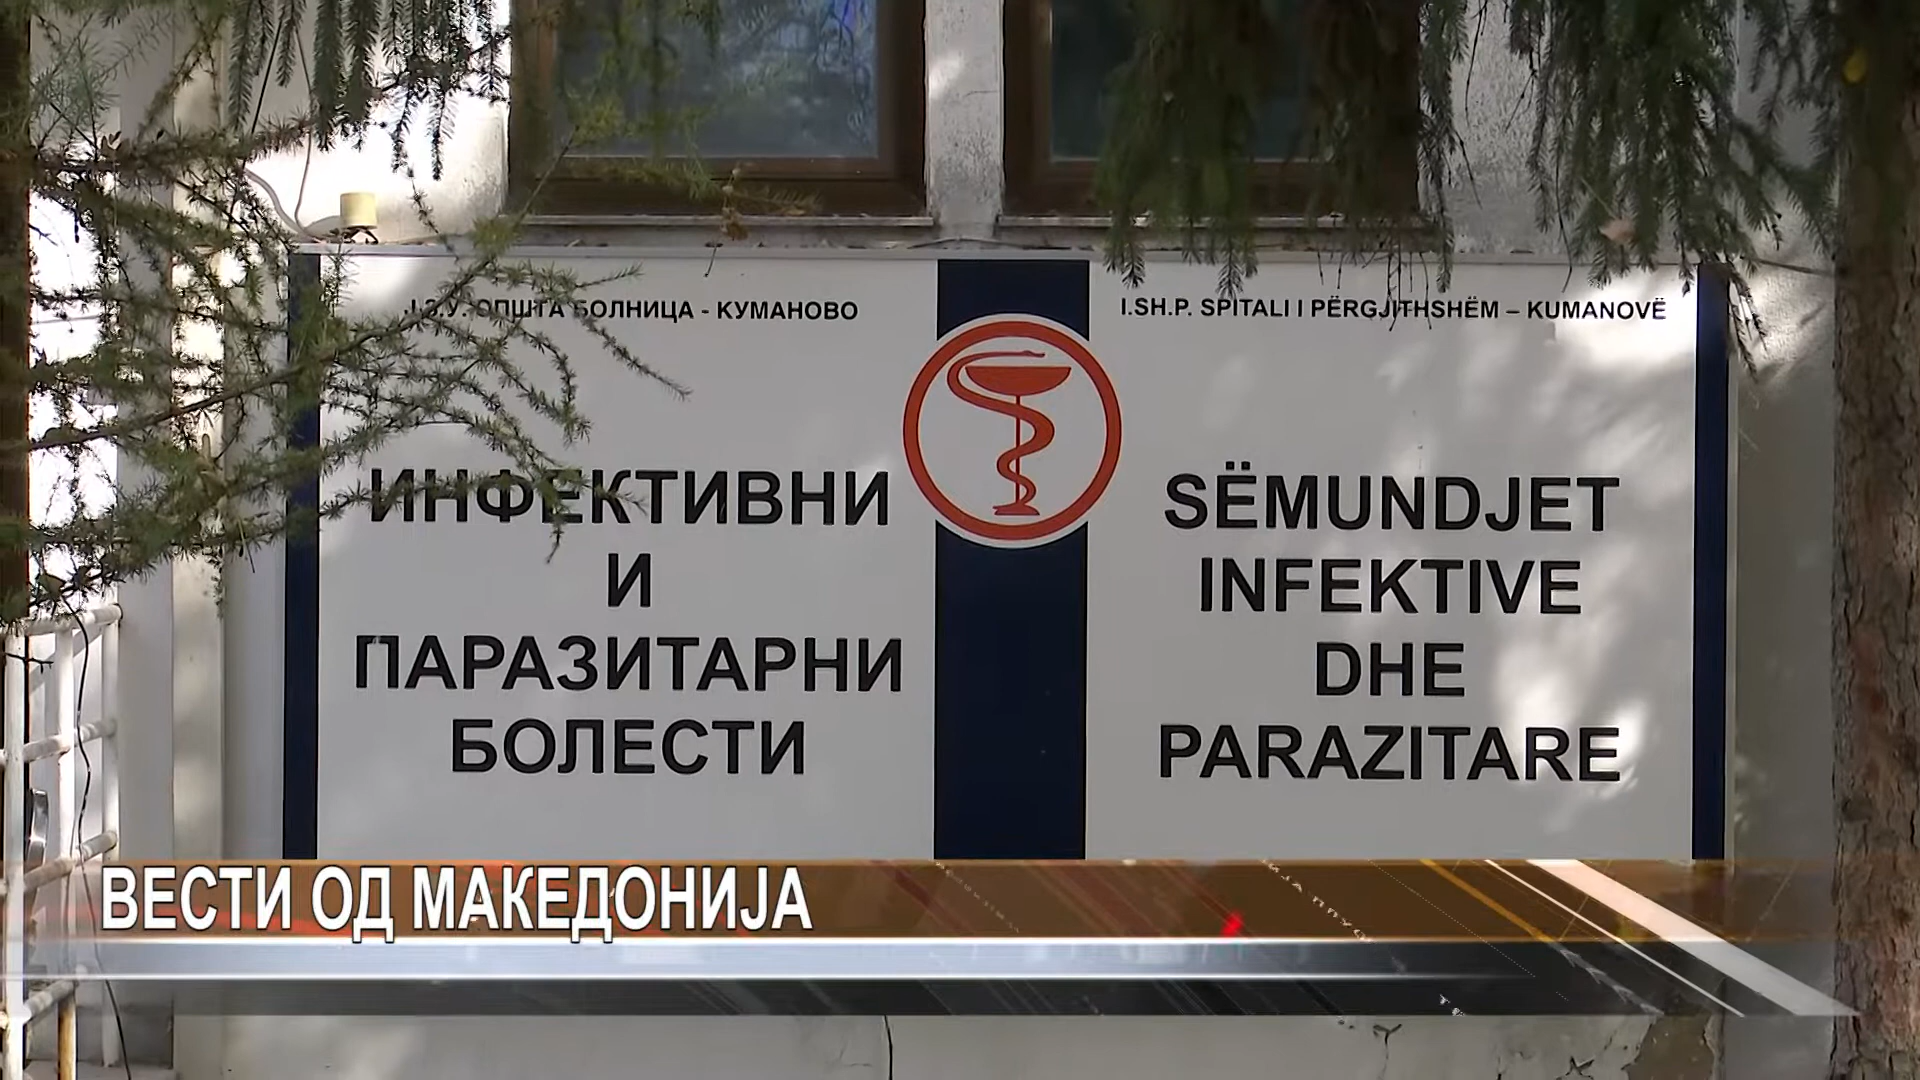 Ј.З.У. ОПШТА БОЛНИЦА - КУМАНОВО
ИНФЕКТИВНИ
И
ПАРАЗИТАРНИ
БОЛЕСТИ
I.SH.P. SPITALI I PËRGJITHSHËM – KUMANOVË
SËMUNDJET
INFEKTIVE
DHE
PARAZITARE
ВЕСТИ ОД МАКЕДОНИЈА